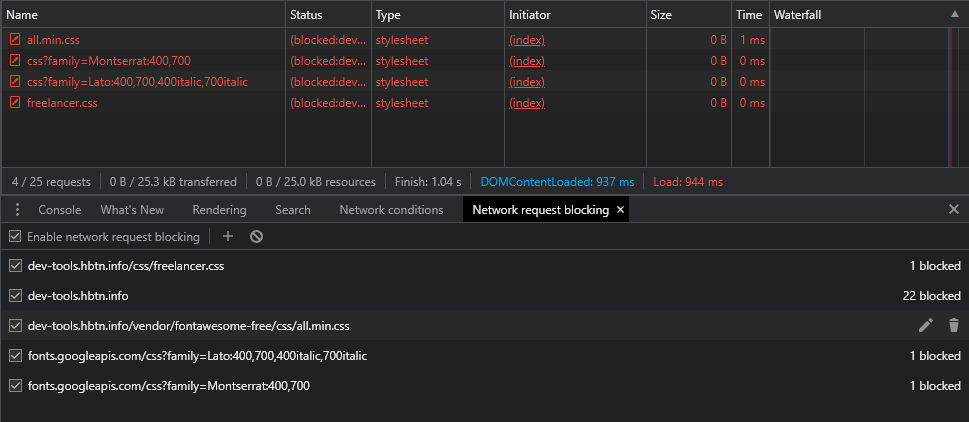 Name Status Type Initiator Size Time Waterfall
all.min.css (blocked:dev... stylesheet (index) 0 B 1 ms
css?family=Montserrat:400,700 (blocked:dev... stylesheet (index) 0 B 0 ms
css?family=Lato:400,700,400italic,700italic (blocked:dev... stylesheet (index) 0 B 0 ms
freelancer.css (blocked:dev... stylesheet (index) 0 B 0 ms
4 / 25 requests 0 B / 25.3 kB transferred 0 B / 25.0 kB resources Finish: 1.04 s DOMContentLoaded: 937 ms Load: 944 ms
Console What's New Rendering Search Network conditions Network request blocking
Enable network request blocking
dev-tools.hbtn.info/css/freelancer.css 1 blocked
dev-tools.hbtn.info 22 blocked
dev-tools.hbtn.info/vendor/fontawesome-free/css/all.min.css
fonts.googleapis.com/css?family=Lato:400,700,400italic,700italic 1 blocked
fonts.googleapis.com/css?family=Montserrat:400,700 1 blocked